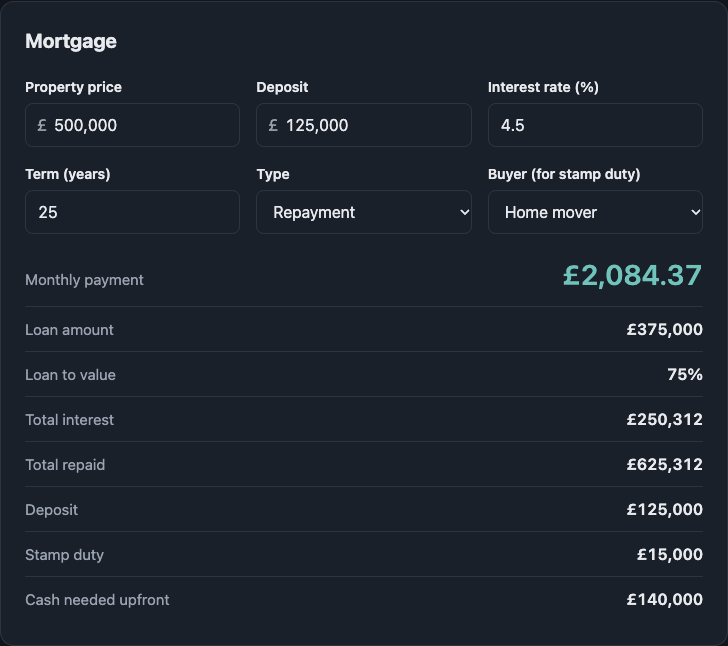 Mortgage
Property price Deposit Interest rate (%)
£ 500,000 £ 125,000 4.5
Term (years) Type Buyer (for stamp duty)
25 Repayment Home mover
Monthly payment £2,084.37
Loan amount £375,000
Loan to value 75%
Total interest £250,312
Total repaid £625,312
Deposit £125,000
Stamp duty £15,000
Cash needed upfront £140,000